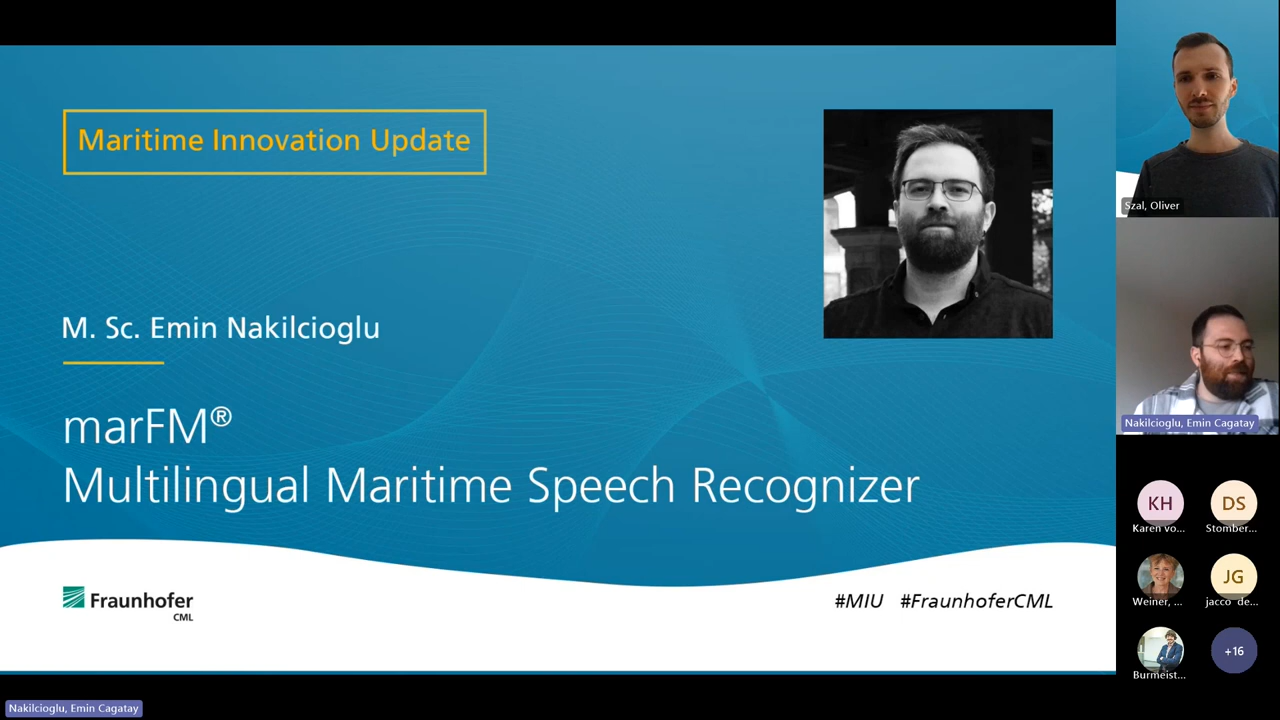 Maritime Innovation Update
M. Sc. Emin Nakilcioglu
marFM®
Multilingual Maritime Speech Recognizer
Fraunhofer
CML
#MIU #FraunhoferCML
Szal, Oliver
Nakilcioglu, Emin Cagatay
KH
DS
Karen vo...
Stomber...
JG
Weiner, ...
jacco de...
+16
Burmeist...
Nakilcioglu, Emin Cagatay